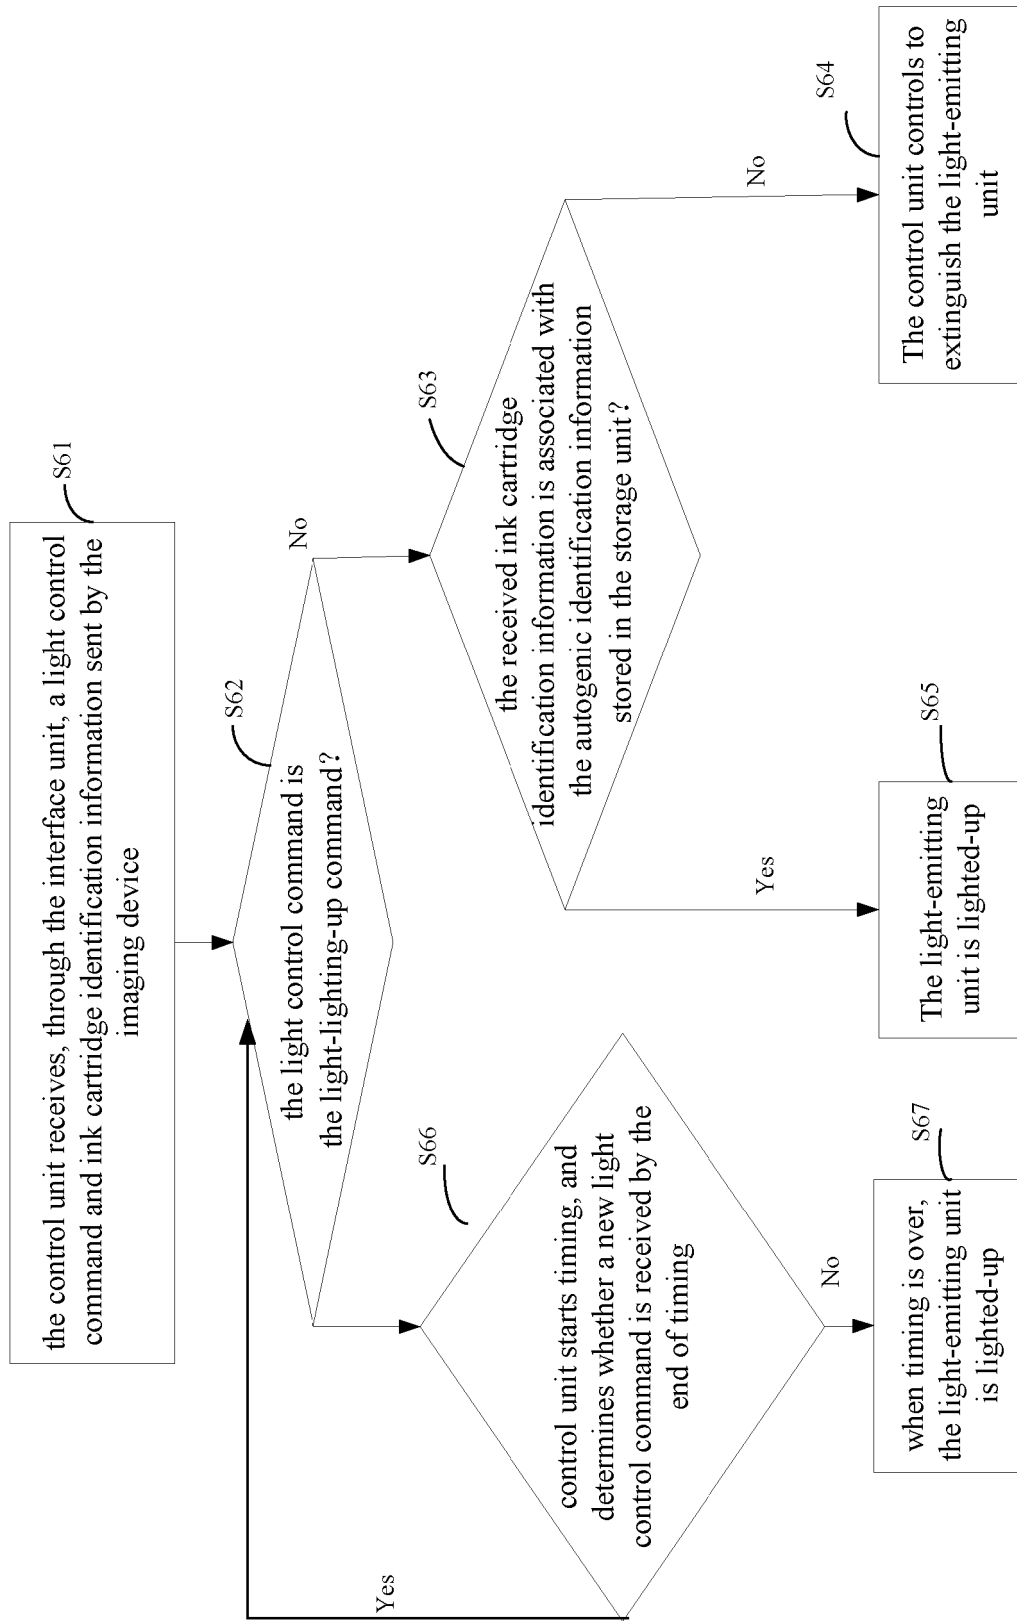 the control unit receives, through the interface unit, a light control
command and ink cartridge identification information sent by the
imaging device
S61
the light control command is
the light-lighting-up command?
S62
No
the received ink cartridge
identification information is associated with
the autogenic identification information
stored in the storage unit?
S63
No
The control unit controls to
extinguish the light-emitting
unit
S64
Yes
The light-emitting
unit is lighted-up
S65
control unit starts timing, and
determines whether a new light
control command is received by the
end of timing
S66
Yes
No
when timing is over,
the light-emitting unit
is lighted-up
S67